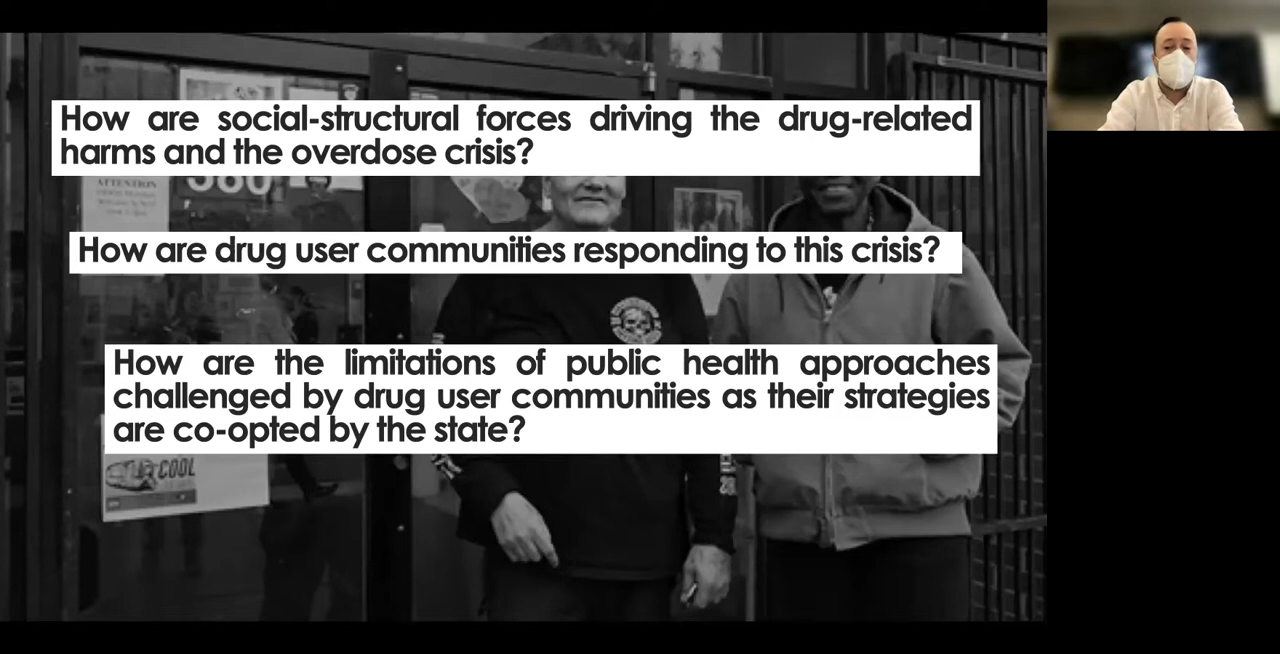 How are social-structural forces driving the drug-related
harms and the overdose crisis?
ATTENTION
380
How are drug user communities responding to this crisis?
How are the limitations of public health approaches
challenged by drug user communities as their strategies
are co-opted by the state?
COOL